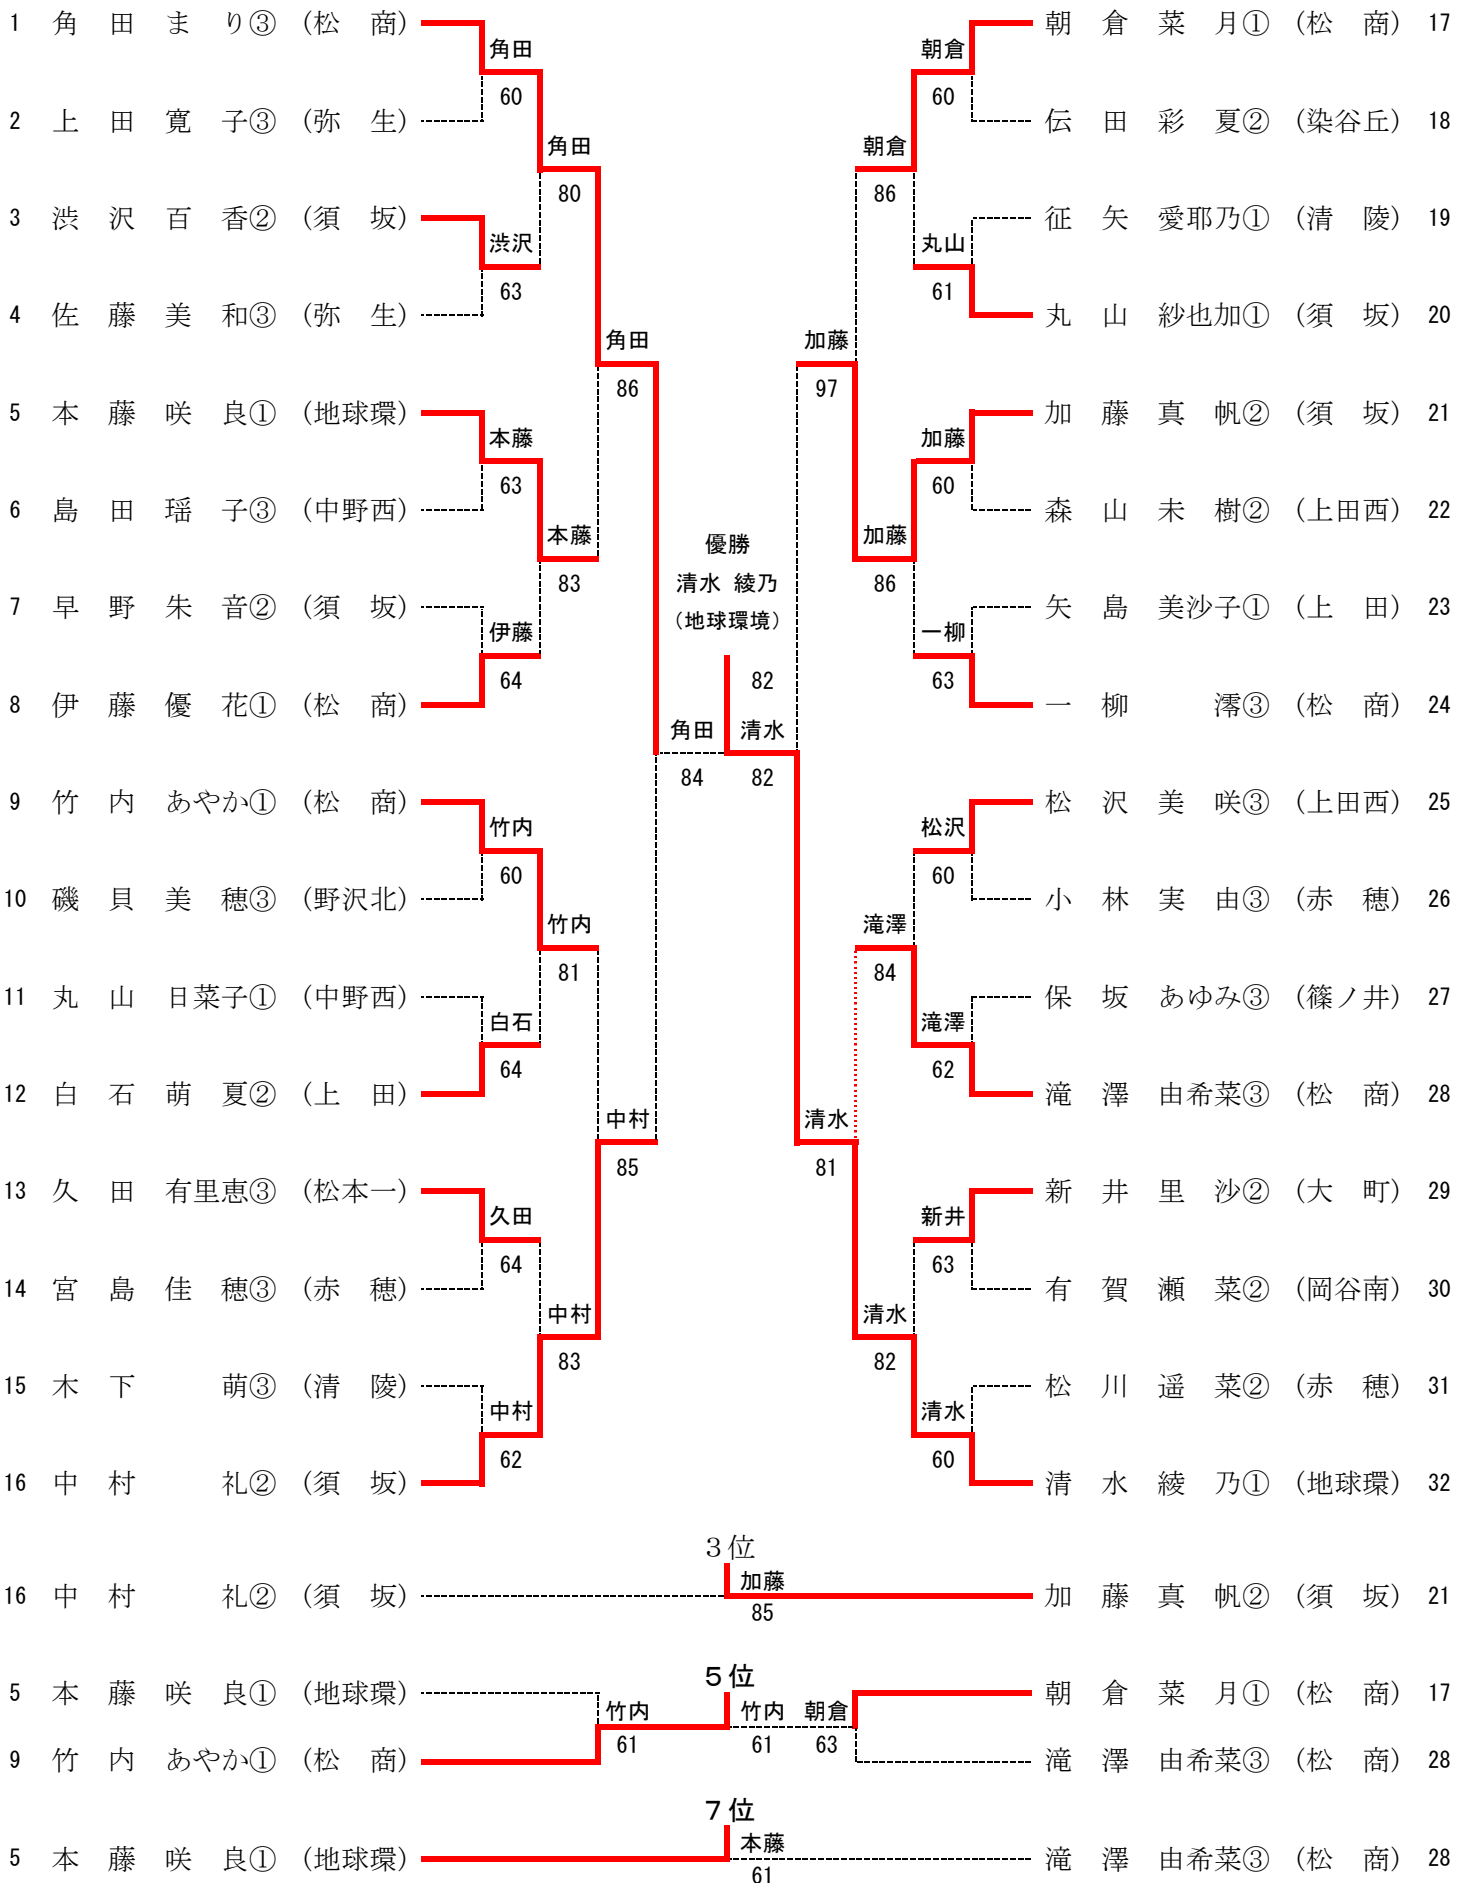 1 角田まり③ (松商) 朝倉菜月① (松商) 17
角田 朝倉
60 60
2 上田寛子③ (弥生) 伝田彩夏② (染谷丘) 18
角田 朝倉
80 86
3 渋沢百香② (須坂) 征矢愛耶乃① (清陵) 19
渋沢 丸山
63 61
4 佐藤美和③ (弥生) 丸山紗也加① (須坂) 20
角田 加藤
86 97
5 本藤咲良① (地球環) 加藤真帆② (須坂) 21
本藤 加藤
63 60
6 島田瑶子③ (中野西) 森山未樹② (上田西) 22
本藤 優勝 加藤
83 清水 綾乃 86
7 早野朱音② (須坂) (地球環境) 矢島美沙子① (上田) 23
伊藤 一柳
64 82 63
8 伊藤優花① (松商) 一柳澪③ (松商) 24
角田 清水
84 82
9 竹内あやか① (松商) 松沢美咲③ (上田西) 25
竹内 松沢
60 60
10 磯貝美穂③ (野沢北) 小林実由③ (赤穂) 26
竹内 滝澤
81 84
11 丸山日菜子① (中野西) 保坂あゆみ③ (篠ノ井) 27
白石 滝澤
64 62
12 白石萌夏② (上田) 滝澤由希菜③ (松商) 28
中村 清水
85 81
13 久田有里恵③ (松本一) 新井里沙② (大町) 29
久田 新井
64 63
14 宮島佳穂③ (赤穂) 有賀瀬菜② (岡谷南) 30
中村 清水
83 82
15 木下萌③ (清陵) 松川遥菜② (赤穂) 31
中村 清水
62 60
16 中村礼② (須坂) 清水綾乃① (地球環) 32
3位
加藤
16 中村礼② (須坂) 加藤真帆② (須坂) 21
85
5位
5 本藤咲良① (地球環) 朝倉菜月① (松商) 17
竹内 竹内 朝倉
61 61 63
9 竹内あやか① (松商) 滝澤由希菜③ (松商) 28
7位
本藤
5 本藤咲良① (地球環) 滝澤由希菜③ (松商) 28
61